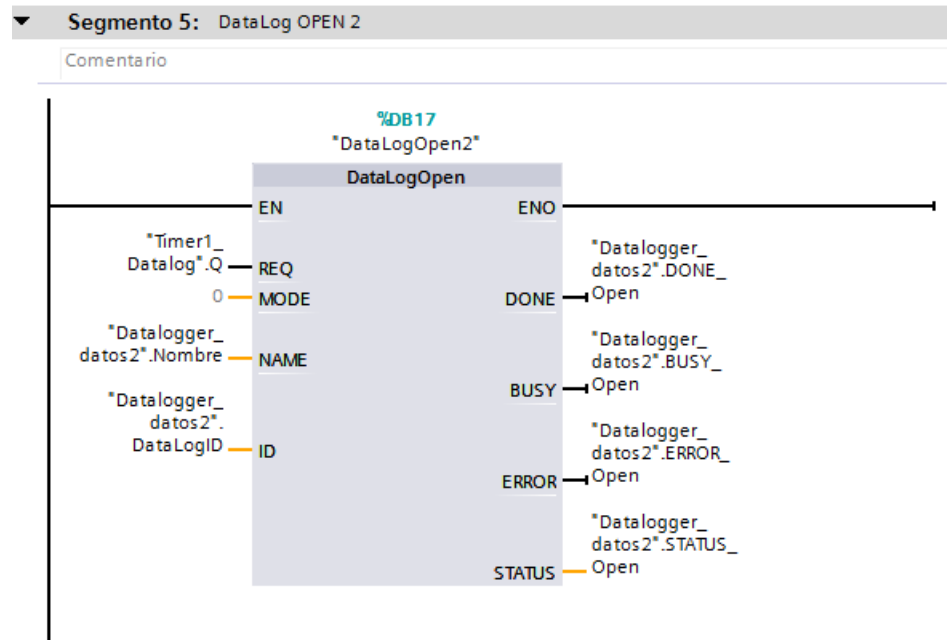 Segmento 5: DataLog OPEN 2
Comentario
%DB17
"DataLogOpen2"
DataLogOpen
EN
ENO
"Timer1_
Datalog".Q
REQ
0
MODE
"Datalogger_
datos2".Nombre
NAME
"Datalogger_
datos2".
DataLogID
ID
DONE
"Datalogger_
datos2".DONE_
Open
BUSY
"Datalogger_
datos2".BUSY_
Open
ERROR
"Datalogger_
datos2".ERROR_
Open
STATUS
"Datalogger_
datos2".STATUS_
Open